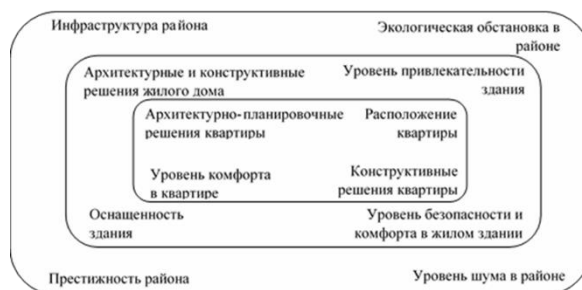 Инфраструктура района
Экологическая обстановка в
районе
Архитектурные и конструктивные
решения жилого дома
Уровень привлекательности
здания
Архитектурно-планировочные
решения квартиры
Расположение
квартиры
Уровень комфорта
в квартире
Конструктивные
решения квартиры
Оснащенность
здания
Уровень безопасности и
комфорта в жилом здании
Престижность района
Уровень шума в районе